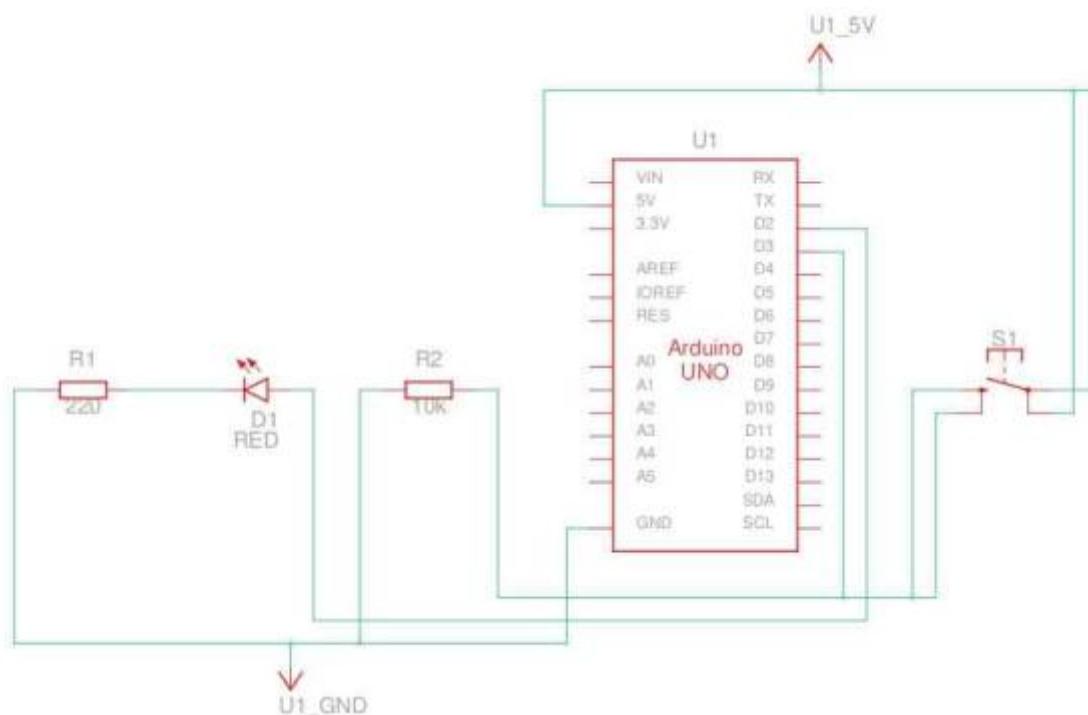 U1_5V
U1
VIN RX
5V TX
3.3V D2
D3
AREF D4
IOREF D5
RES D6
D7
Arduino
UNO
A0 D8
A1 D9
A2 D10
A3 D11
A4 D12
A5 D13
SDA
GND SCL
S1
R1
220
D1
RED
R2
10k
U1_GND